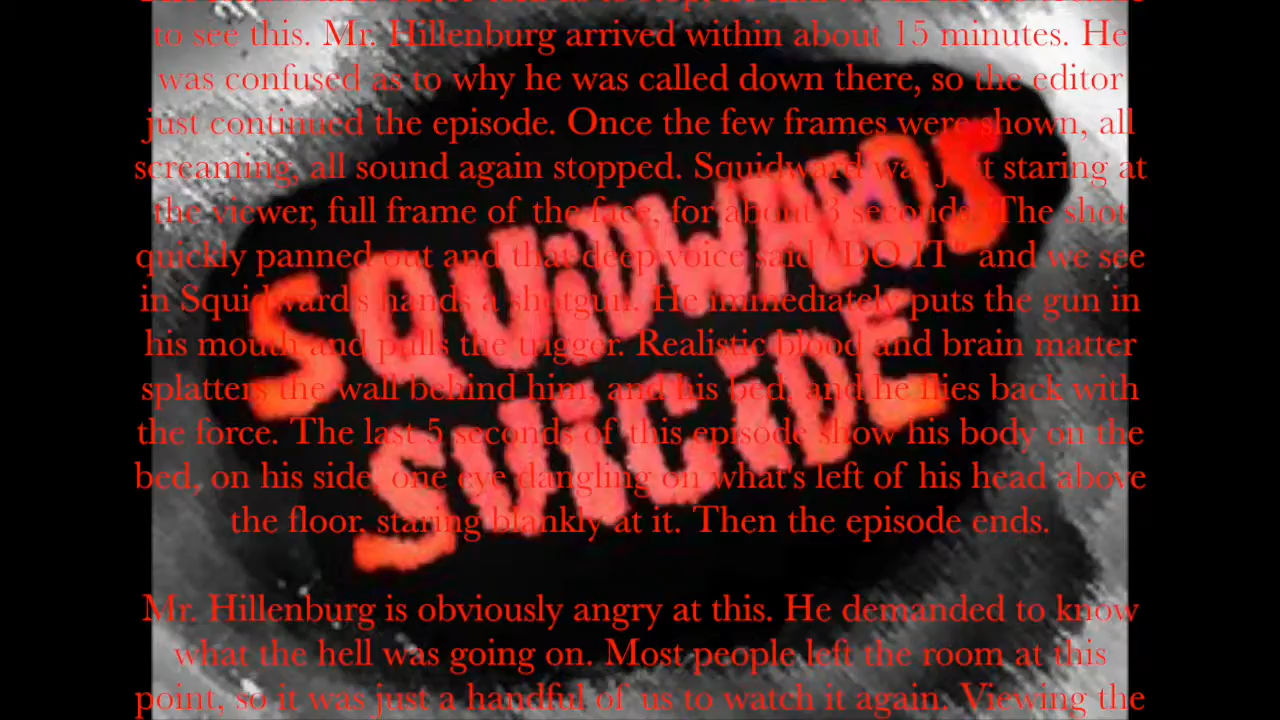 to see this. Mr. Hillenburg arrived within about 15 minutes. He
was confused as to why he was called down there, so the editor
just continued the episode. Once the few frames were shown, all
screaming, all sound again stopped. Squidward was just staring at
the viewer, full frame of the face, for about 3 seconds. The shot
quickly panned out and that deep voice said "DO IT" and we see
in Squidward's hands a shotgun. He immediately puts the gun in
his mouth and pulls the trigger. Realistic blood and brain matter
splatters the wall behind him, and his bed, and he flies back with
the force. The last 5 seconds of this episode show his body on the
bed, on his side, one eye dangling on what's left of his head above
the floor, staring blankly at it. Then the episode ends.
Mr. Hillenburg is obviously angry at this. He demanded to know
what the hell was going on. Most people left the room at this
point, so it was just a handful of us to watch it again. Viewing the
SQUiDWARDS
SUiCiDE